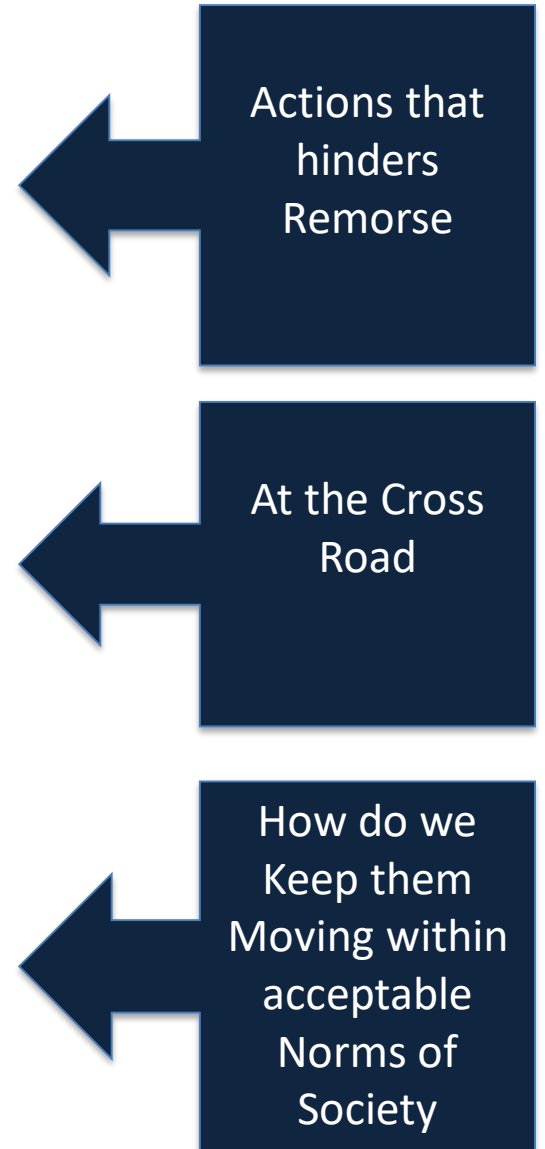 Actions that
hinders
Remorse
At the Cross
Road
How do we
Keep them
Moving within
acceptable
Norms of
Society